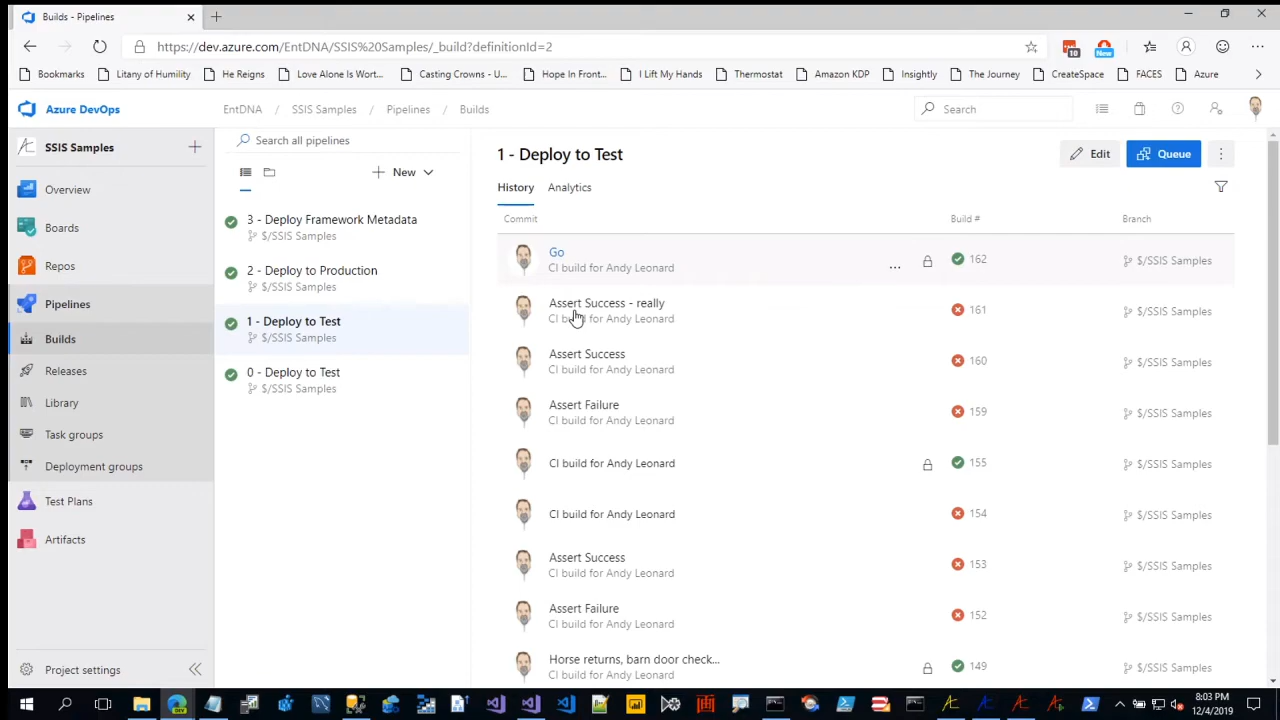 Builds - Pipelines
https://dev.azure.com/EntDNA/SSIS%20Samples/_build?definitionId=2
10
New
Bookmarks Litany of Humility He Reigns Love Alone Is Wort... Casting Crowns - U... Hope In Front... I Lift My Hands Thermostat Amazon KDP Insightly The Journey CreateSpace FACES Azure
Azure DevOps
EntDNA SSIS Samples Pipelines Builds
Search
SSIS Samples
Overview
Boards
Repos
Pipelines
Builds
Releases
Library
Task groups
Deployment groups
Test Plans
Artifacts
Project settings
Search all pipelines
New
3 - Deploy Framework Metadata
$/SSIS Samples
2 - Deploy to Production
$/SSIS Samples
1 - Deploy to Test
$/SSIS Samples
0 - Deploy to Test
$/SSIS Samples
1 - Deploy to Test
Edit
Queue
History Analytics
Commit Build # Branch
Go
CI build for Andy Leonard
162 $/SSIS Samples
Assert Success - really
CI build for Andy Leonard
161 $/SSIS Samples
Assert Success
CI build for Andy Leonard
160 $/SSIS Samples
Assert Failure
CI build for Andy Leonard
159 $/SSIS Samples
CI build for Andy Leonard
155 $/SSIS Samples
CI build for Andy Leonard
154 $/SSIS Samples
Assert Success
CI build for Andy Leonard
153 $/SSIS Samples
Assert Failure
CI build for Andy Leonard
152 $/SSIS Samples
Horse returns, barn door check...
CI build for Andy Leonard
149 $/SSIS Samples
8:03 PM
12/4/2019